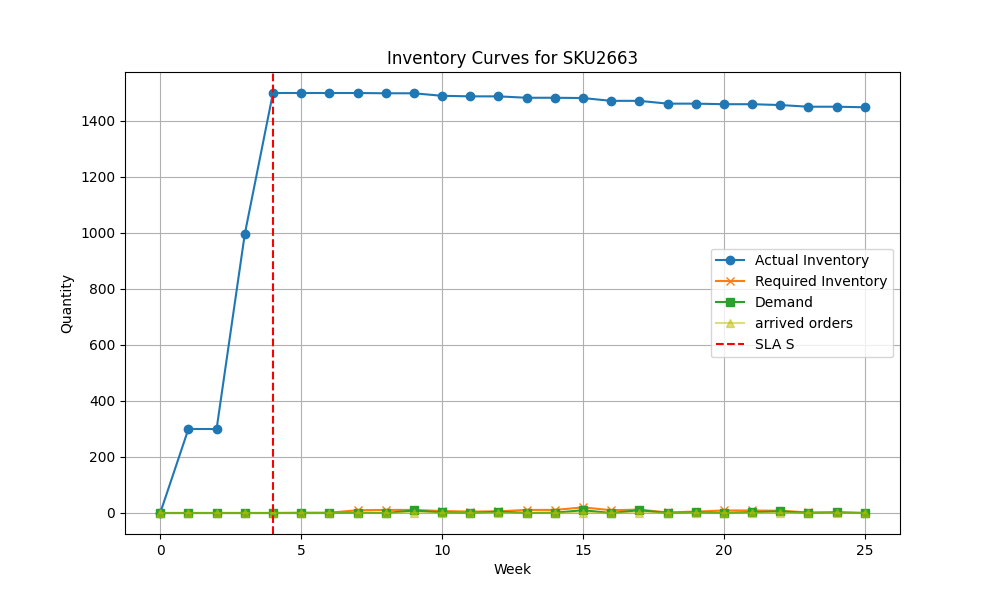 Inventory Curves for SKU2663
Quantity
1400
1200
1000
800
600
400
200
0
Actual Inventory
Required Inventory
Demand
arrived orders
SLA S
0 5 10 15 20 25
Week